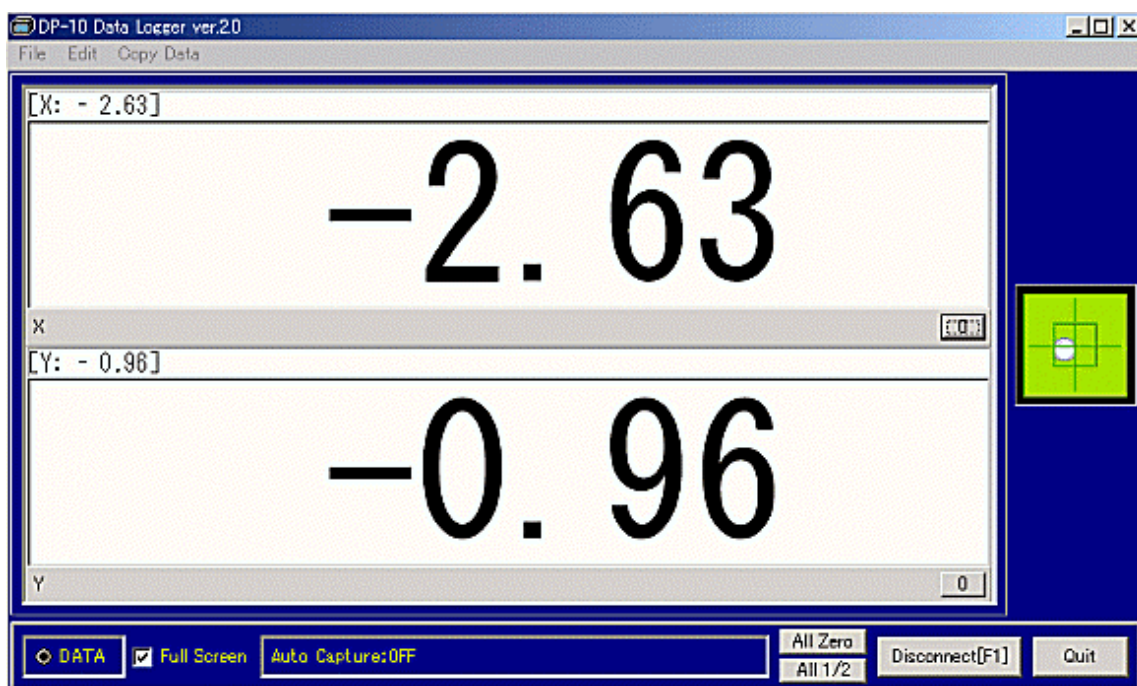 DP-10 Data Logger ver.2.0
File Edit Copy Data
[X: - 2.63]
-2.63
X 0
[Y: - 0.96]
-0.96
Y 0
DATA Full Screen Auto Capture:OFF
All Zero
All 1/2
Disconnect[F1] Quit